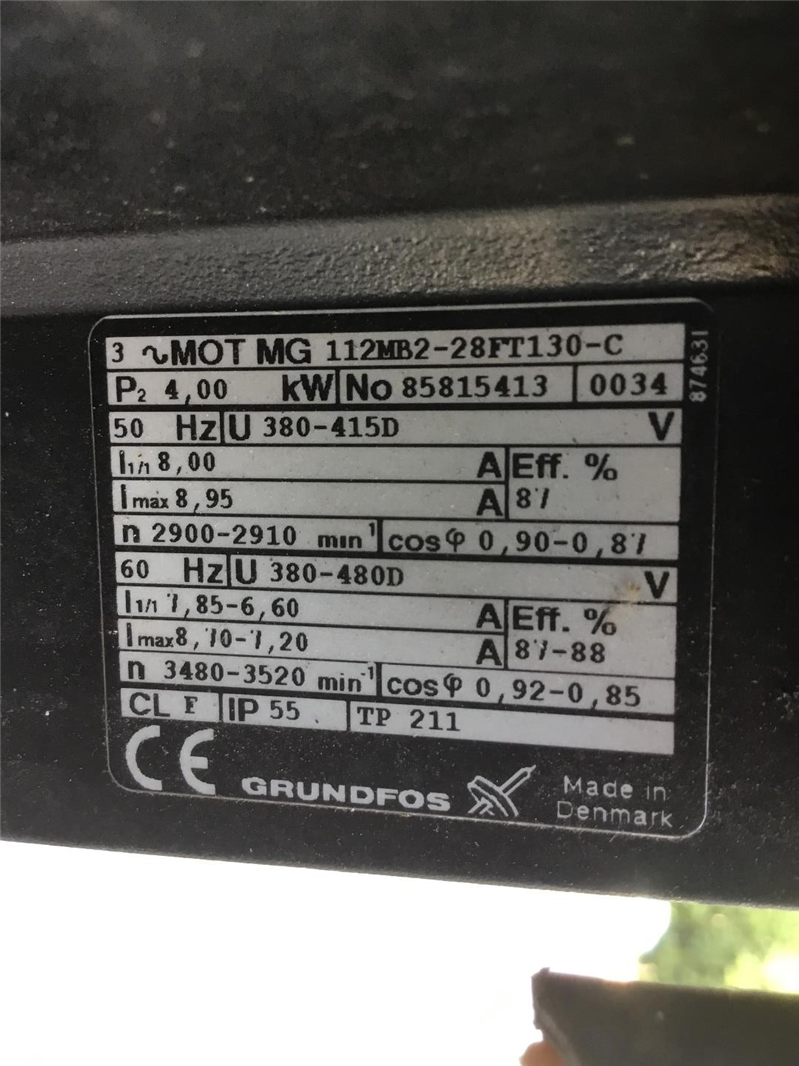 3 ∿MOT MG 112MB2-28FT130-C
P2 4,00 kW No 85815413 0034
874631
50 Hz U 380-415D V
I1/1 8,00 A Eff. %
Imax 8,95 A 87
n 2900-2910 min-1 cosφ 0,90-0,87
60 Hz U 380-480D V
I1/1 7,85-6,60 A Eff. %
Imax 8,70-7,20 A 87-88
n 3480-3520 min-1 cosφ 0,92-0,85
CL F IP 55 TP 211
CE GRUNDFOS Made in
Denmark